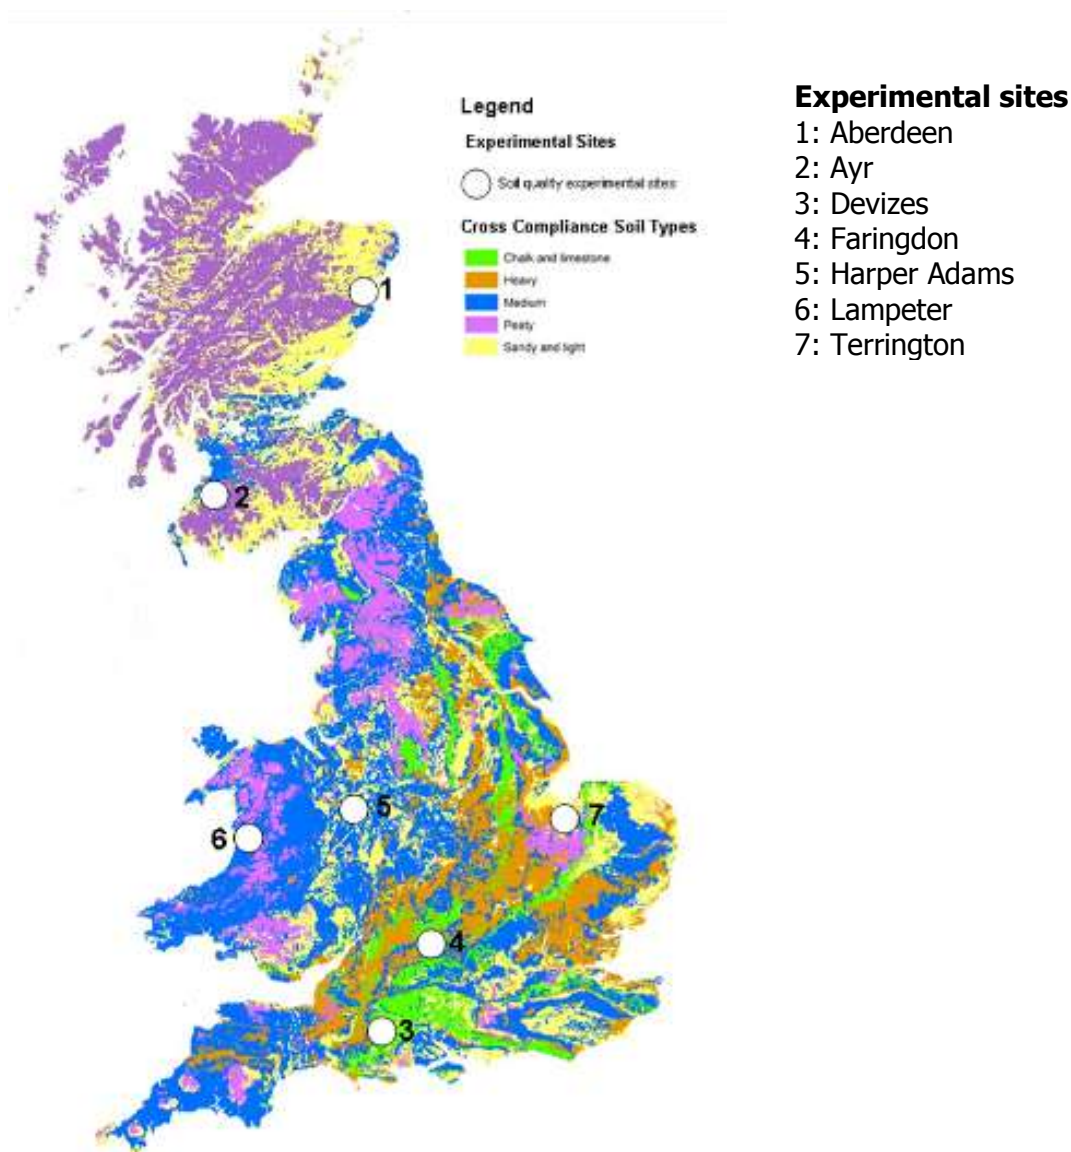 Legend
Experimental Sites
Soil quality experimental sites
Cross Compliance Soil Types
Chalk and limestone
Heavy
Medium
Peaty
Sandy and light
Experimental sites
1: Aberdeen
2: Ayr
3: Devizes
4: Faringdon
5: Harper Adams
6: Lampeter
7: Terrington
1
2
5
7
6
4
3